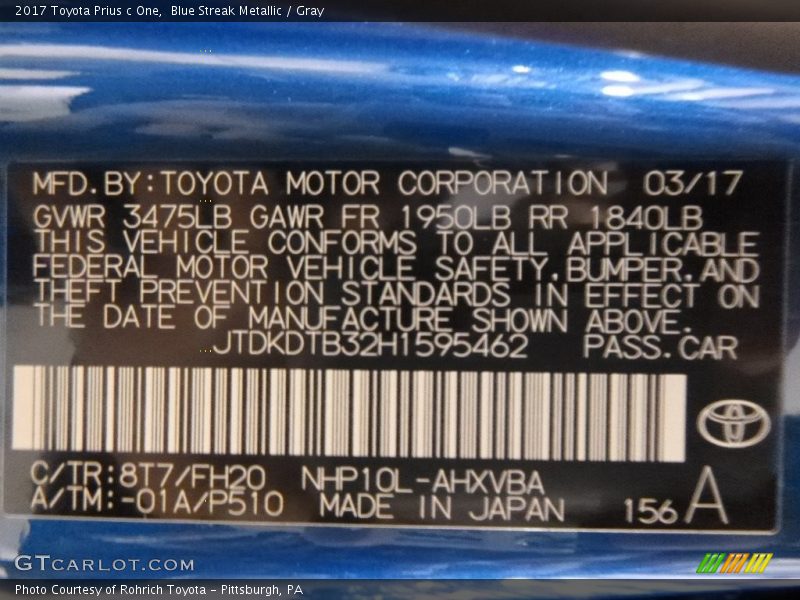 2017 Toyota Prius c One,  Blue Streak Metallic / Gray
MFD.BY:TOYOTA MOTOR CORPORATION 03/17
GVWR 3475LB GAWR FR 1950LB RR 1840LB
THIS VEHICLE CONFORMS TO ALL APPLICABLE
FEDERAL MOTOR VEHICLE SAFETY,BUMPER,AND
THEFT PREVENTION STANDARDS IN EFFECT ON
THE DATE OF MANUFACTURE SHOWN ABOVE.
JTDKDTB32H1595462 PASS.CAR
C/TR:8T7/FH20 NHP10L-AHXVBA
A/TM:-01A/P510 MADE IN JAPAN 156 A
GTCARLOT.COM
Photo Courtesy of Rohrich Toyota - Pittsburgh, PA